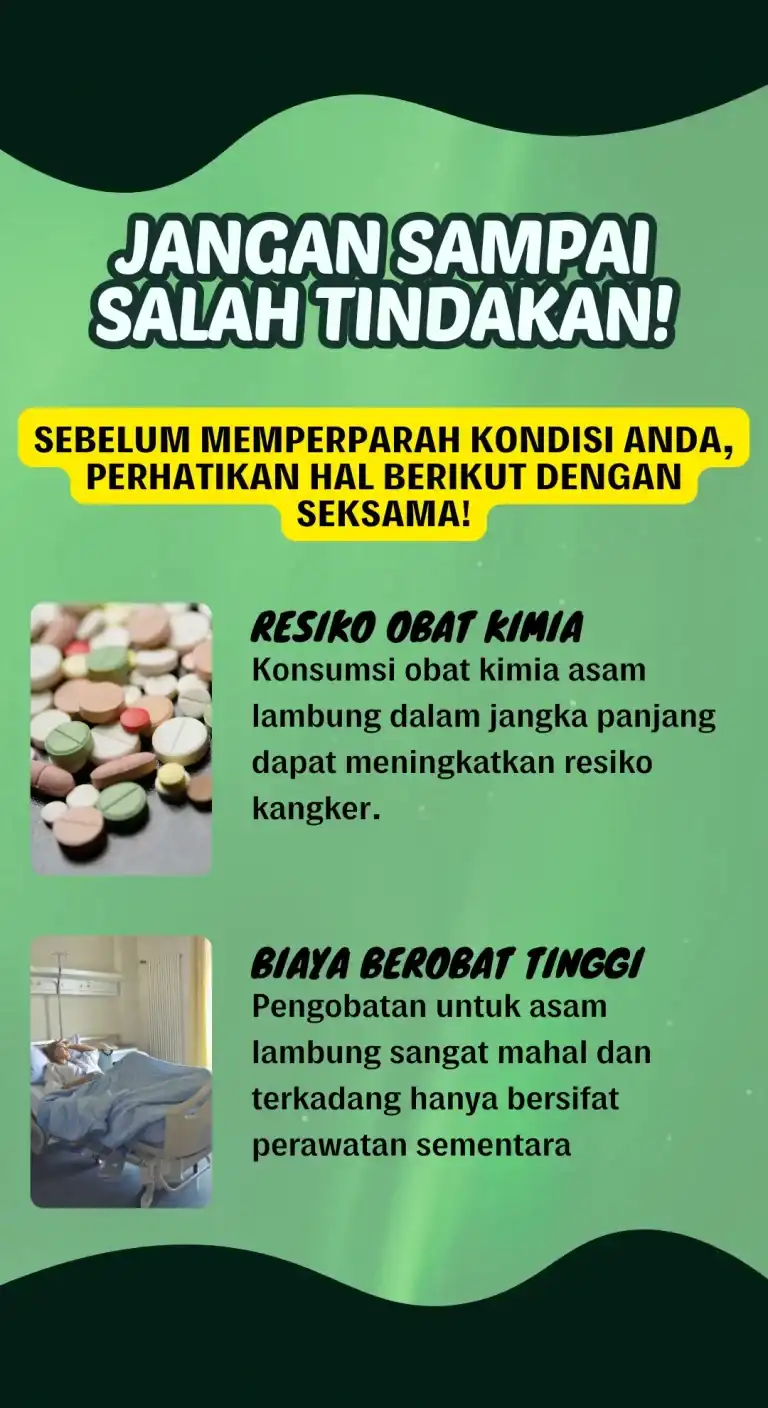 JANGAN SAMPAI
SALAH TINDAKAN!
SEBELUM MEMPERPARAH KONDISI ANDA,
PERHATIKAN HAL BERIKUT DENGAN
SEKSAMA!
RESIKO OBAT KIMIA
Konsumsi obat kimia asam
lambung dalam jangka panjang
dapat meningkatkan resiko
kangker.
BIAYA BEROBAT TINGGI
Pengobatan untuk asam
lambung sangat mahal dan
terkadang hanya bersifat
perawatan sementara